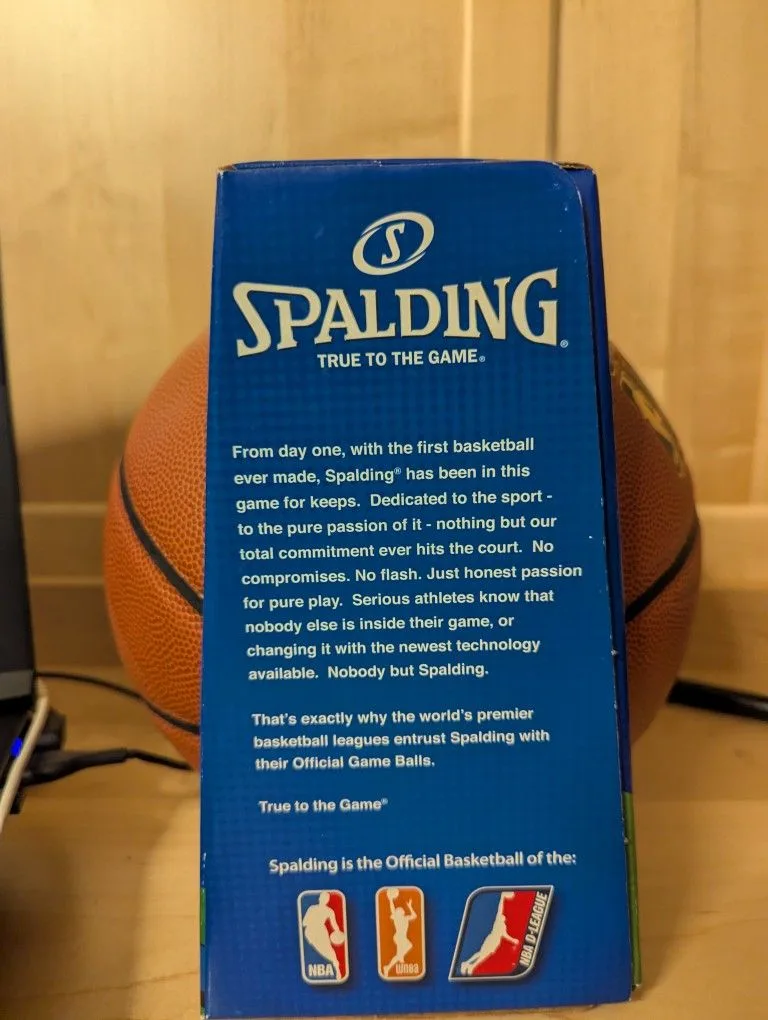 S
SPALDING®
TRUE TO THE GAME®
From day one, with the first basketball
ever made, Spalding® has been in this
game for keeps.  Dedicated to the sport -
to the pure passion of it - nothing but our
total commitment ever hits the court.  No
compromises. No flash. Just honest passion
for pure play.  Serious athletes know that
nobody else is inside their game, or
changing it with the newest technology
available.  Nobody but Spalding.
That's exactly why the world's premier
basketball leagues entrust Spalding with
their Official Game Balls.
True to the Game®
Spalding is the Official Basketball of the:
NBA
WNBA
NBA D-LEAGUE